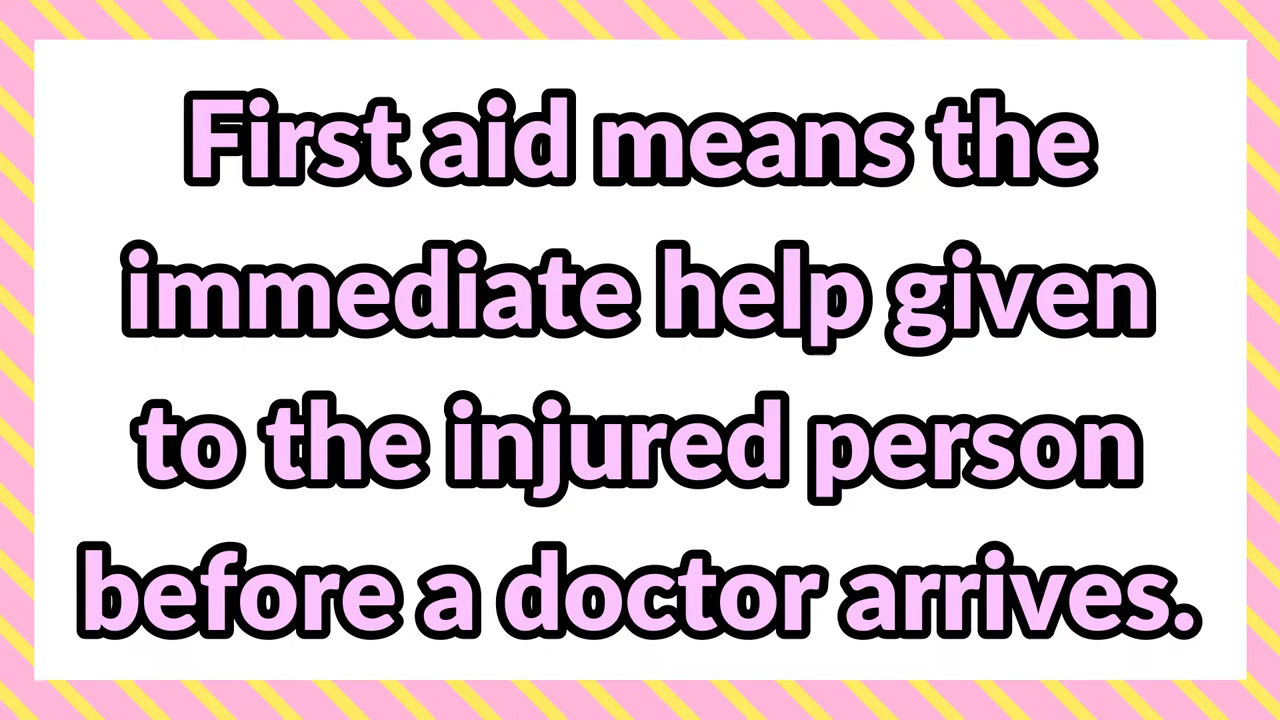 First aid means the
immediate help given
to the injured person
before a doctor arrives.